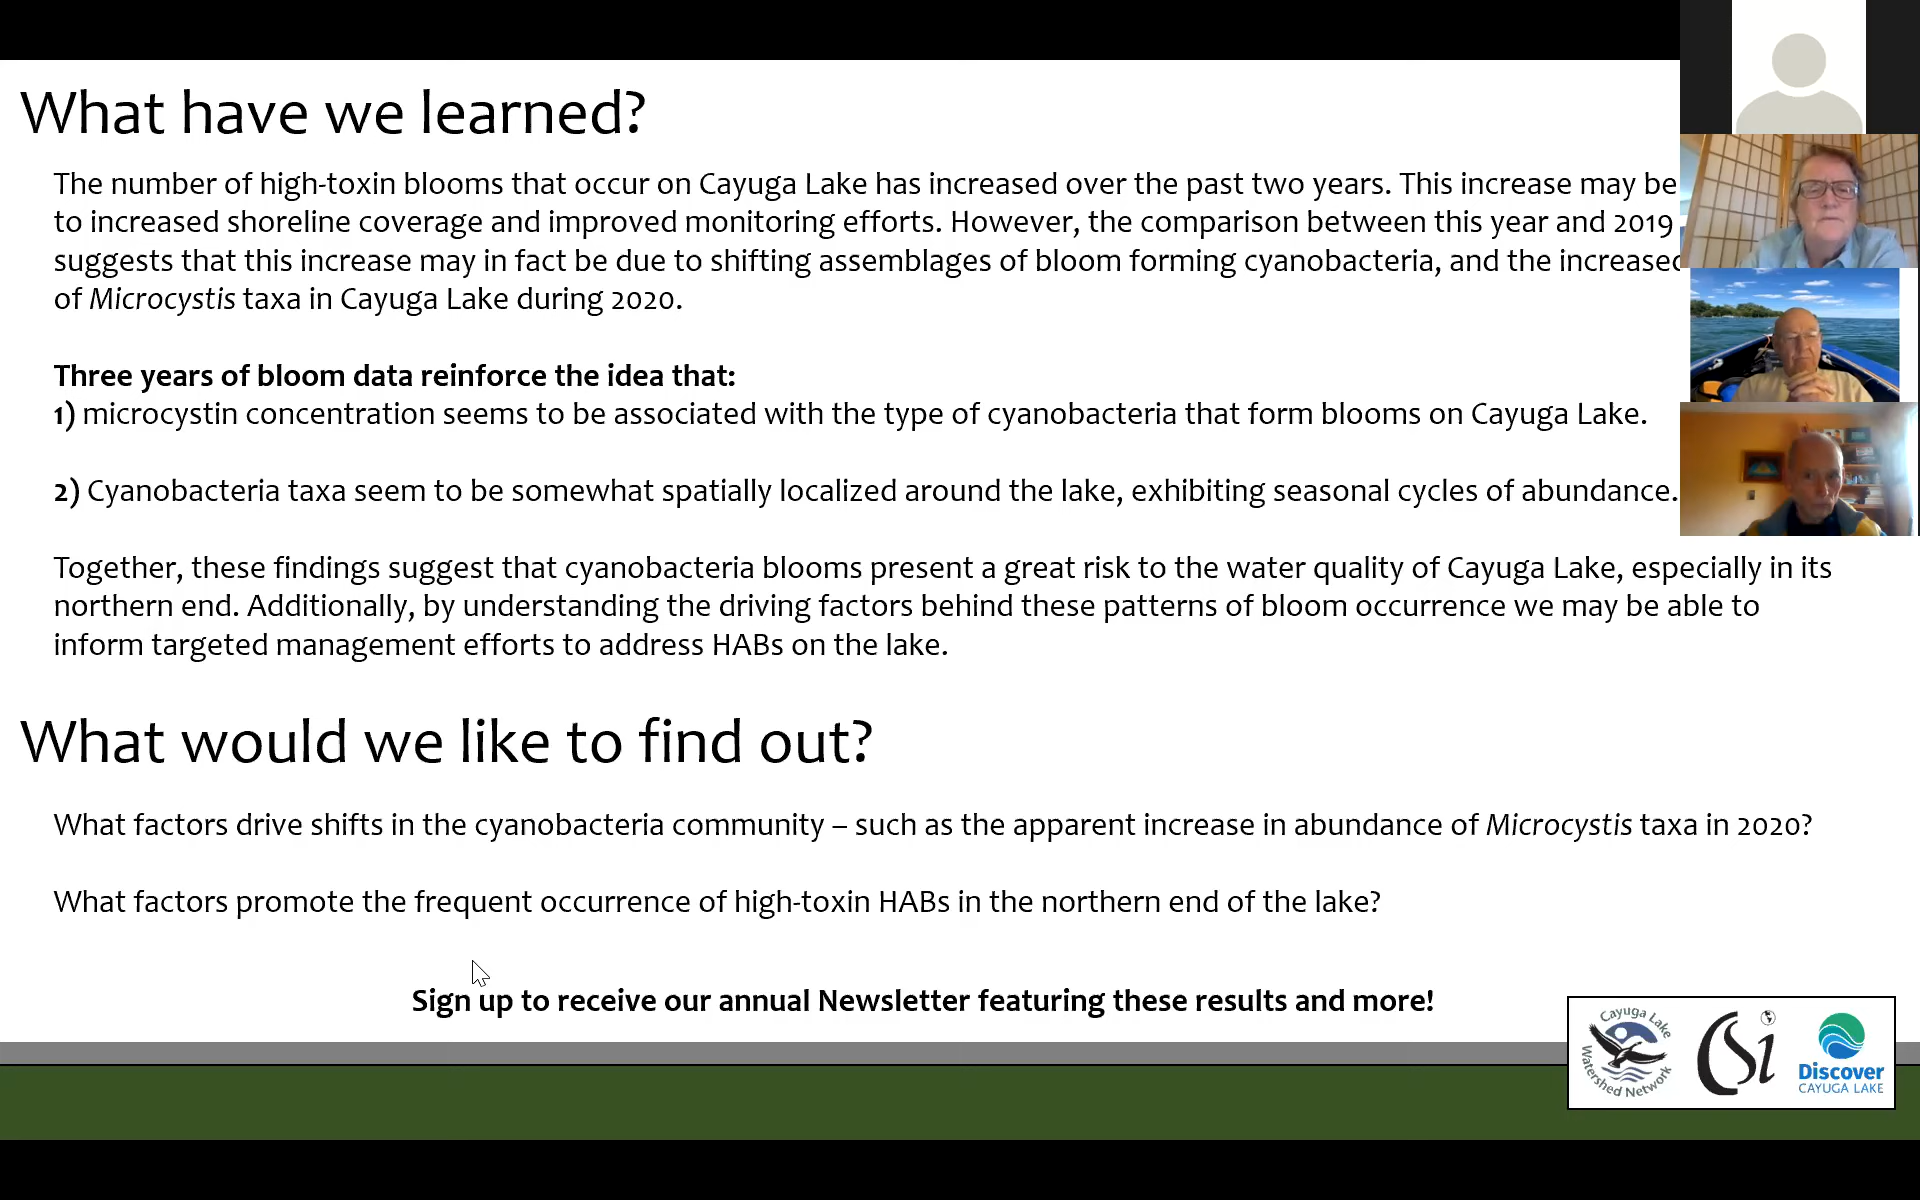 What have we learned?
The number of high-toxin blooms that occur on Cayuga Lake has increased over the past two years. This increase may be
to increased shoreline coverage and improved monitoring efforts. However, the comparison between this year and 2019
suggests that this increase may in fact be due to shifting assemblages of bloom forming cyanobacteria, and the increased
of Microcystis taxa in Cayuga Lake during 2020.
Three years of bloom data reinforce the idea that:
1) microcystin concentration seems to be associated with the type of cyanobacteria that form blooms on Cayuga Lake.
2) Cyanobacteria taxa seem to be somewhat spatially localized around the lake, exhibiting seasonal cycles of abundance.
Together, these findings suggest that cyanobacteria blooms present a great risk to the water quality of Cayuga Lake, especially in its
northern end. Additionally, by understanding the driving factors behind these patterns of bloom occurrence we may be able to
inform targeted management efforts to address HABs on the lake.
What would we like to find out?
What factors drive shifts in the cyanobacteria community – such as the apparent increase in abundance of Microcystis taxa in 2020?
What factors promote the frequent occurrence of high-toxin HABs in the northern end of the lake?
Sign up to receive our annual Newsletter featuring these results and more!
Cayuga Lake
Watershed Network
CSi
Discover
CAYUGA LAKE